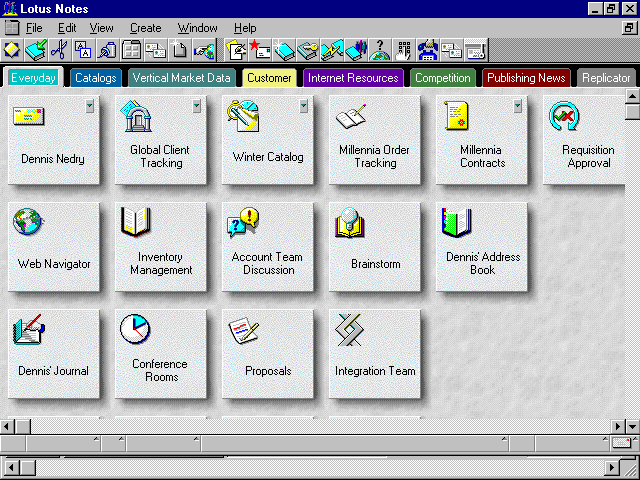 Lotus Notes
File Edit View Create Window Help
Everyday Catalogs Vertical Market Data Customer Internet Resources Competition Publishing News Replicator
Dennis Nedry
Global Client
Tracking
Winter Catalog
Millennia Order
Tracking
Millennia
Contracts
Requisition
Approval
Web Navigator
Inventory
Management
Account Team
Discussion
Brainstorm
Dennis' Address
Book
Dennis' Journal
Conference
Rooms
Proposals
Integration Team